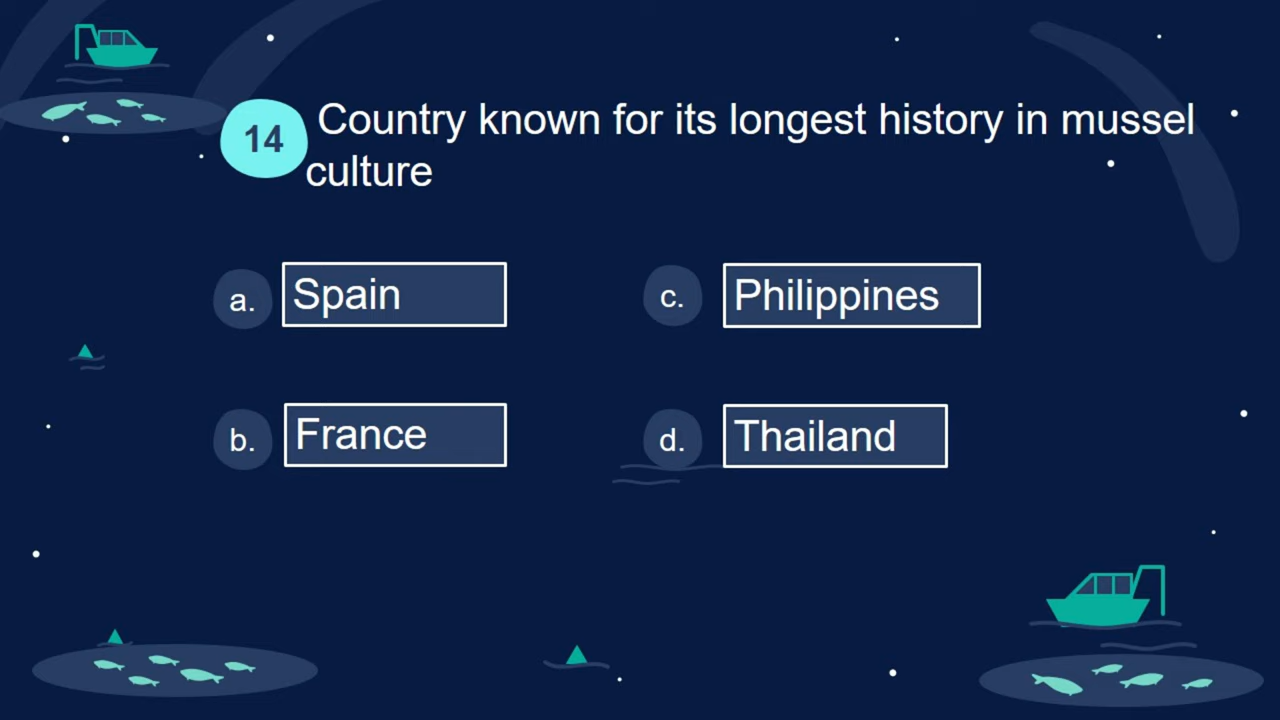 14 Country known for its longest history in mussel
culture
a. Spain
c. Philippines
b. France
d. Thailand